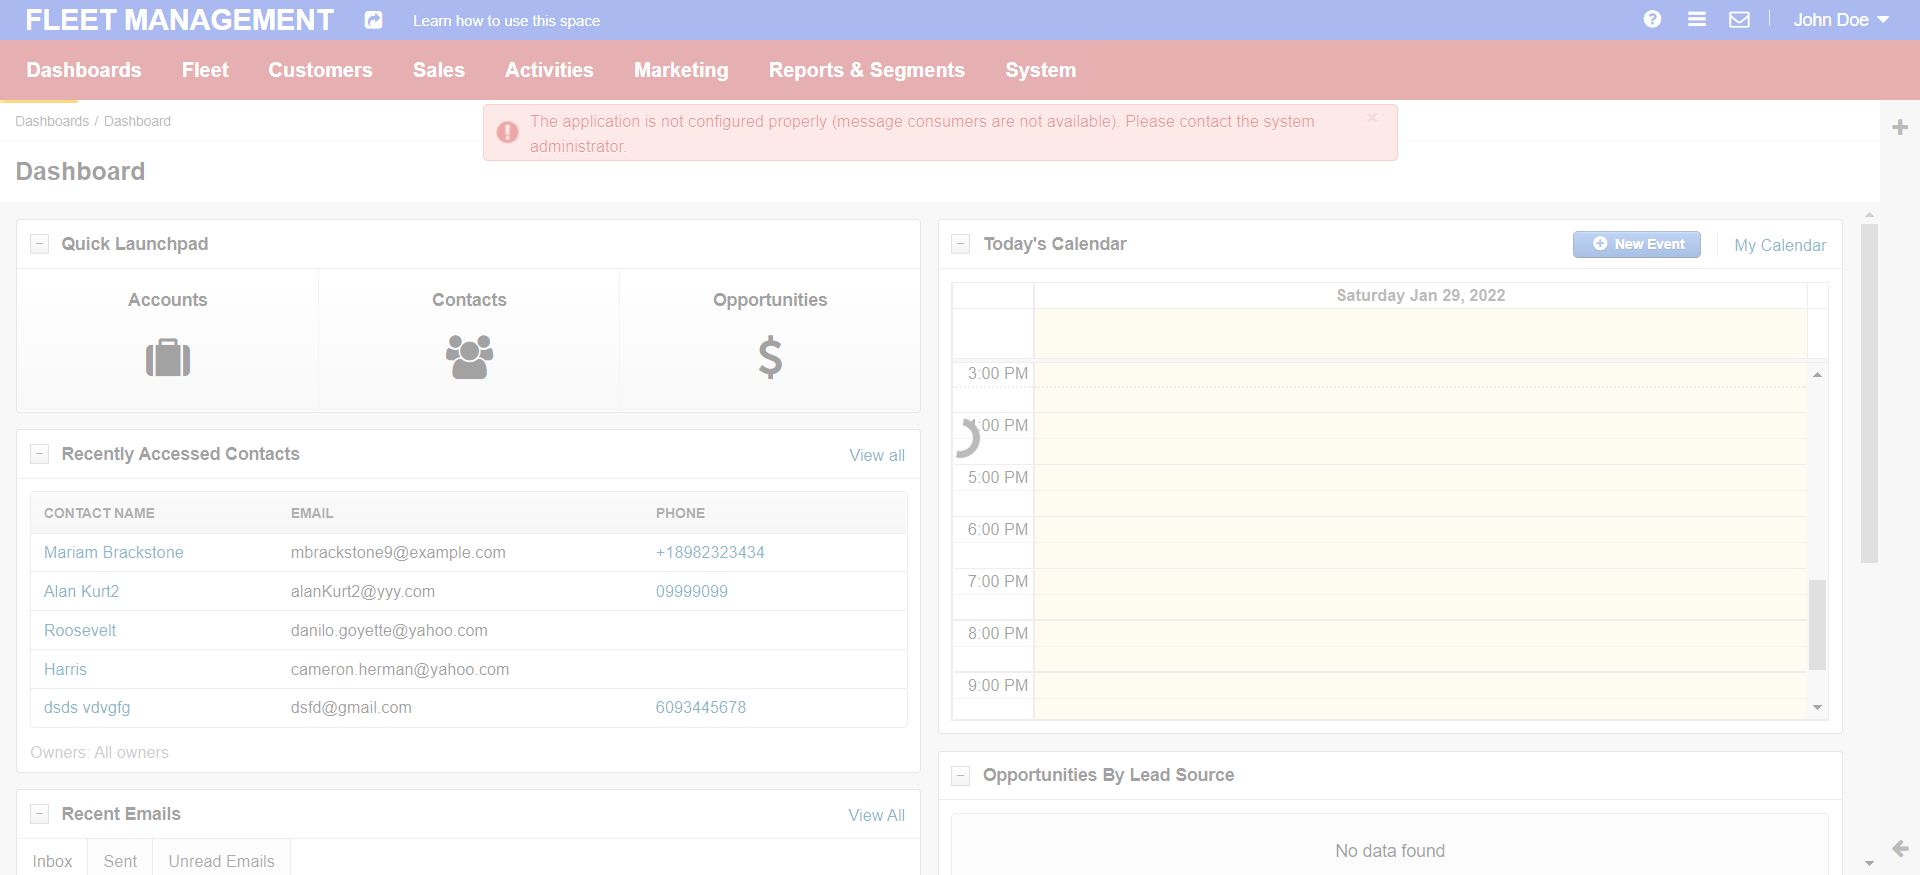 FLEET MANAGEMENT
Learn how to use this space
John Doe
Dashboards Fleet Customers Sales Activities Marketing Reports & Segments System
Dashboards / Dashboard
The application is not configured properly (message consumers are not available). Please contact the system
administrator.
×
Dashboard
Quick Launchpad
Accounts Contacts Opportunities
Recently Accessed Contacts View all
CONTACT NAME EMAIL PHONE
Mariam Brackstone mbrackstone9@example.com +18982323434
Alan Kurt2 alanKurt2@yyy.com 09999099
Roosevelt danilo.goyette@yahoo.com
Harris cameron.herman@yahoo.com
dsds vdvgfg dsfd@gmail.com 6093445678
Owners: All owners
Recent Emails View All
Inbox Sent Unread Emails
Today's Calendar New Event My Calendar
Saturday Jan 29, 2022
3:00 PM
4:00 PM
5:00 PM
6:00 PM
7:00 PM
8:00 PM
9:00 PM
Opportunities By Lead Source
No data found